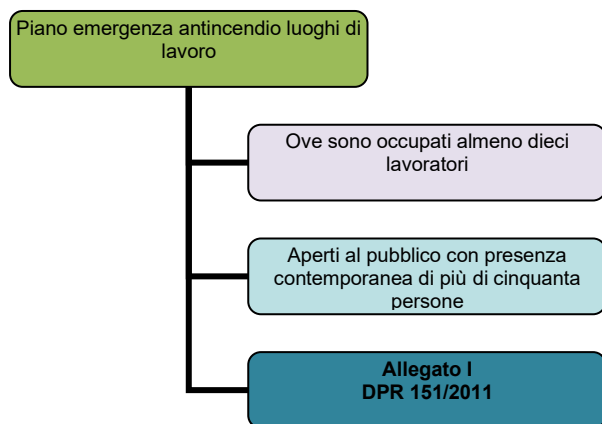 Piano emergenza antincendio luoghi di
lavoro
Ove sono occupati almeno dieci
lavoratori
Aperti al pubblico con presenza
contemporanea di più di cinquanta
persone
Allegato I
DPR 151/2011